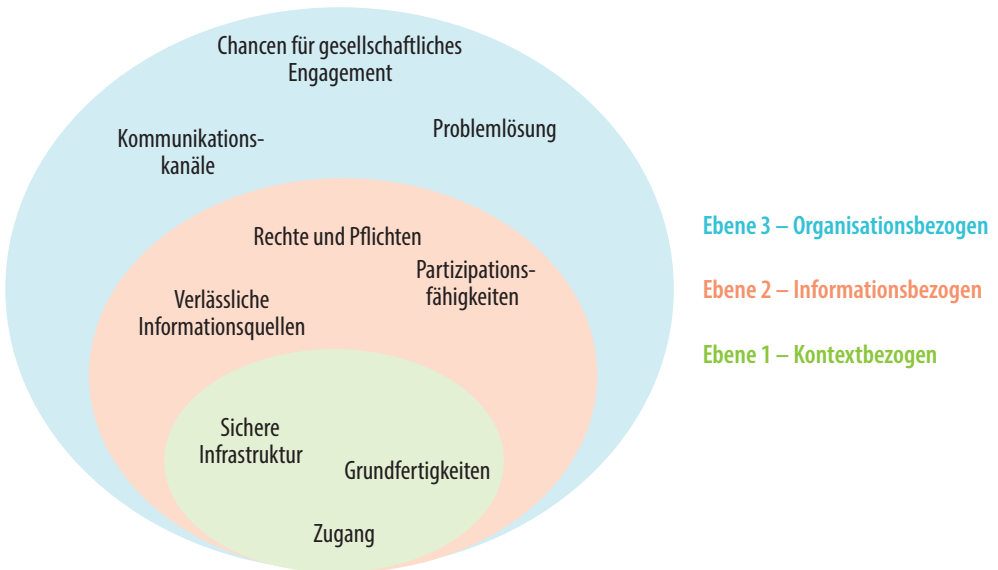 Chancen für gesellschaftliches
Engagement
Kommunikations-
kanäle
Problemlösung
Rechte und Pflichten
Partizipations-
fähigkeiten
Verlässliche
Informationsquellen
Sichere
Infrastruktur
Grundfertigkeiten
Zugang
Ebene 3 – Organisationsbezogen
Ebene 2 – Informationsbezogen
Ebene 1 – Kontextbezogen